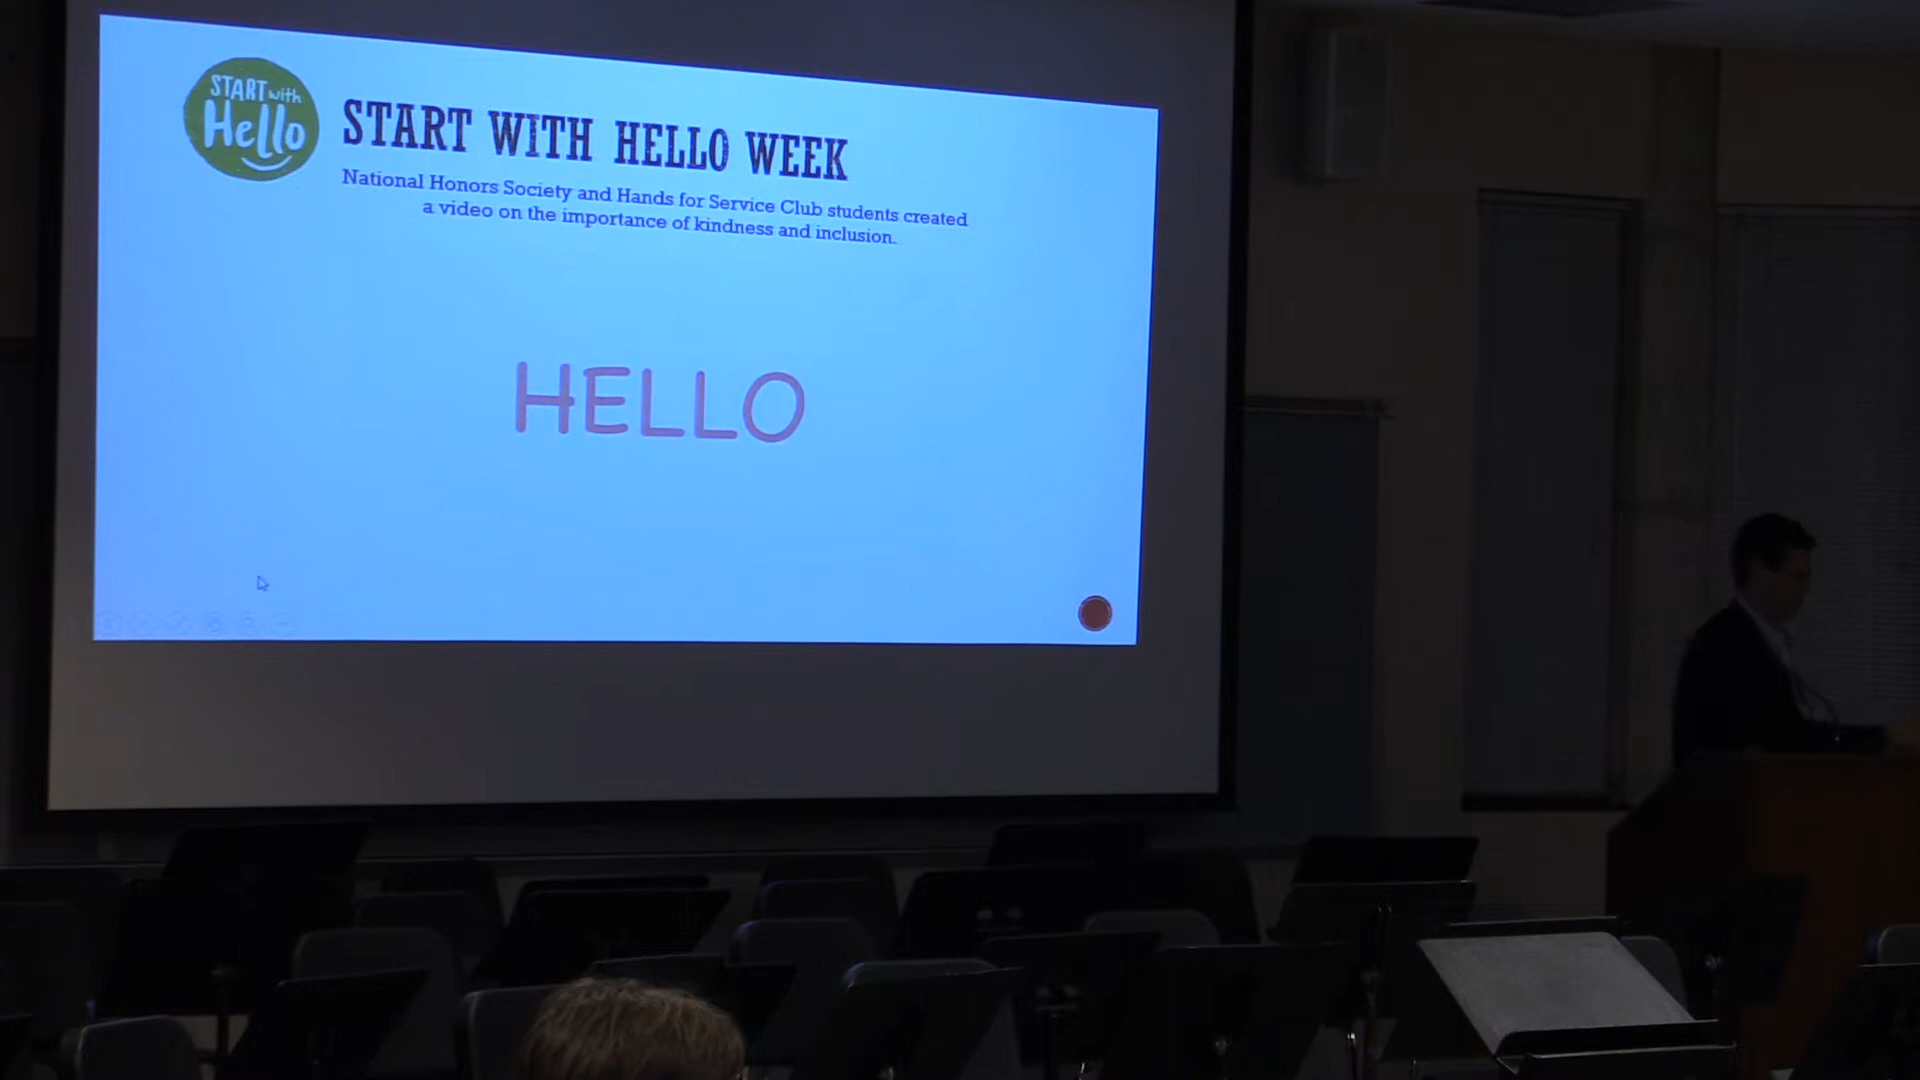 START with
Hello
START WITH HELLO WEEK
National Honors Society and Hands for Service Club students created
a video on the importance of kindness and inclusion.
HELLO